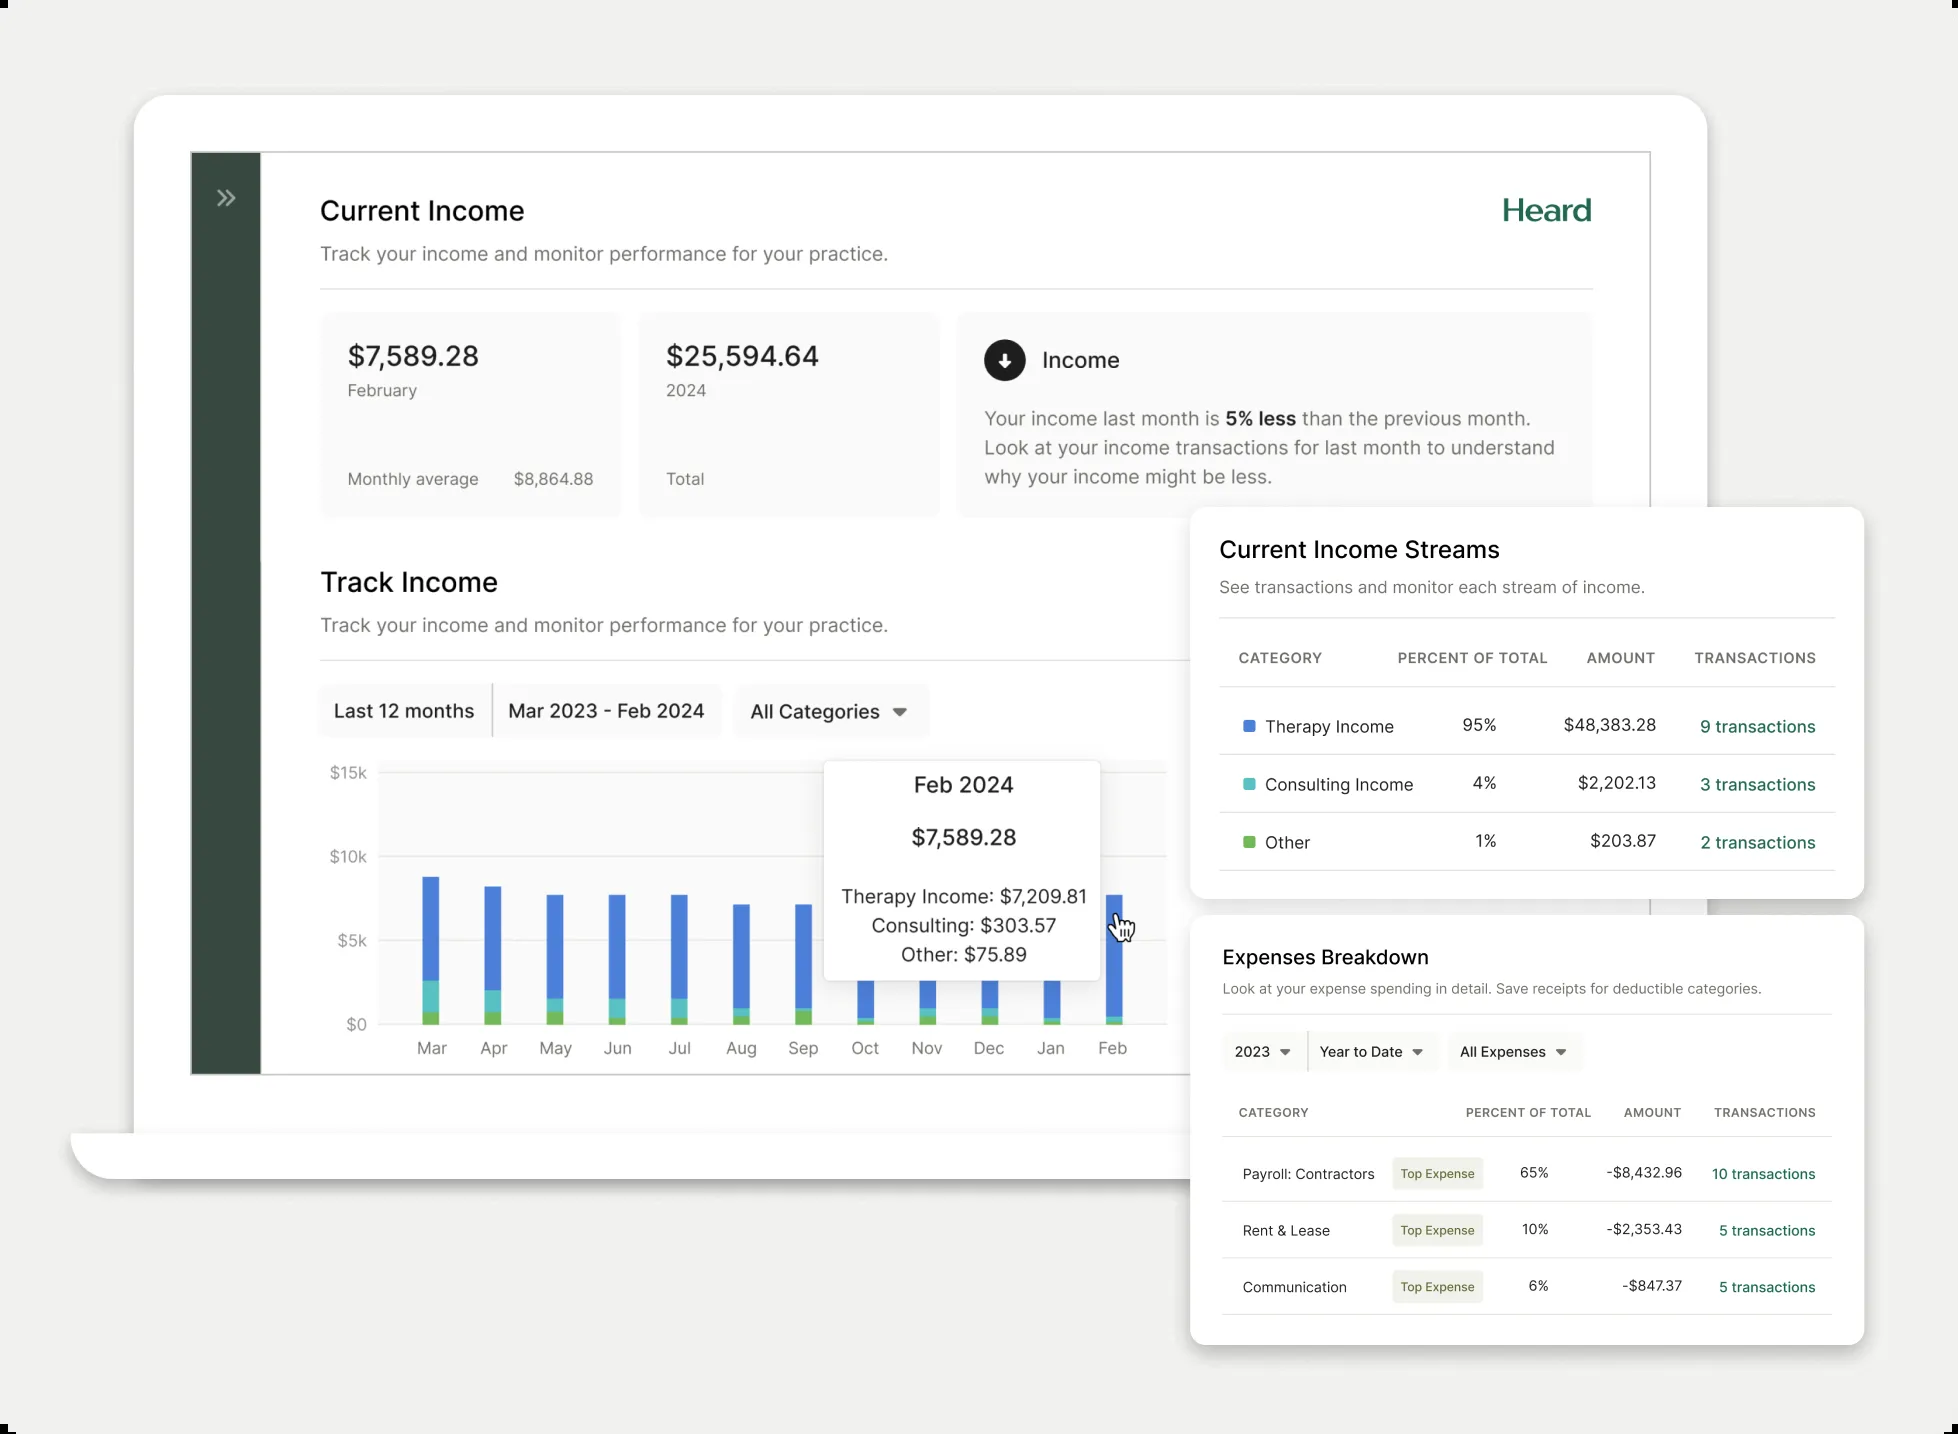 Current Income
Heard
Track your income and monitor performance for your practice.
$7,589.28
February
Monthly average $8,864.88
$25,594.64
2024
Total
Income
Your income last month is 5% less than the previous month.
Look at your income transactions for last month to understand
why your income might be less.
Track Income
Track your income and monitor performance for your practice.
Last 12 months
Mar 2023 - Feb 2024
All Categories
$15k
$10k
$5k
$0
Mar Apr May Jun Jul Aug Sep Oct Nov Dec Jan Feb
Feb 2024
$7,589.28
Therapy Income: $7,209.81
Consulting: $303.57
Other: $75.89
Current Income Streams
See transactions and monitor each stream of income.
CATEGORY PERCENT OF TOTAL AMOUNT TRANSACTIONS
Therapy Income 95% $48,383.28 9 transactions
Consulting Income 4% $2,202.13 3 transactions
Other 1% $203.87 2 transactions
Expenses Breakdown
Look at your expense spending in detail. Save receipts for deductible categories.
2023 Year to Date All Expenses
CATEGORY PERCENT OF TOTAL AMOUNT TRANSACTIONS
Payroll: Contractors Top Expense 65% -$8,432.96 10 transactions
Rent & Lease Top Expense 10% -$2,353.43 5 transactions
Communication Top Expense 6% -$847.37 5 transactions